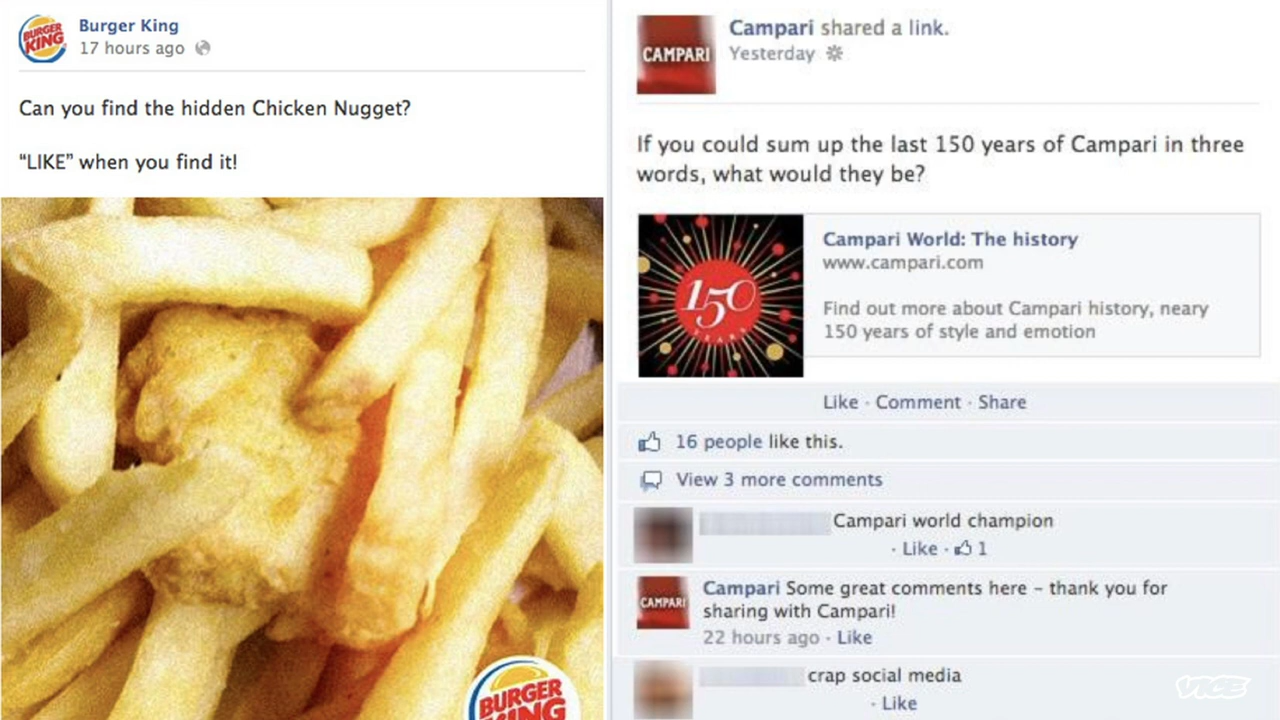 BURGER
KING
Burger King
17 hours ago
Can you find the hidden Chicken Nugget?
“LIKE” when you find it!
BURGER
KING
CAMPARI
Campari shared a link.
Yesterday
If you could sum up the last 150 years of Campari in three
words, what would they be?
150
YEARS
Campari World: The history
www.campari.com
Find out more about Campari history, neary
150 years of style and emotion
Like · Comment · Share
16 people like this.
View 3 more comments
Campari world champion
· Like · 1
CAMPARI
Campari Some great comments here – thank you for
sharing with Campari!
22 hours ago · Like
crap social media
· Like
VICE